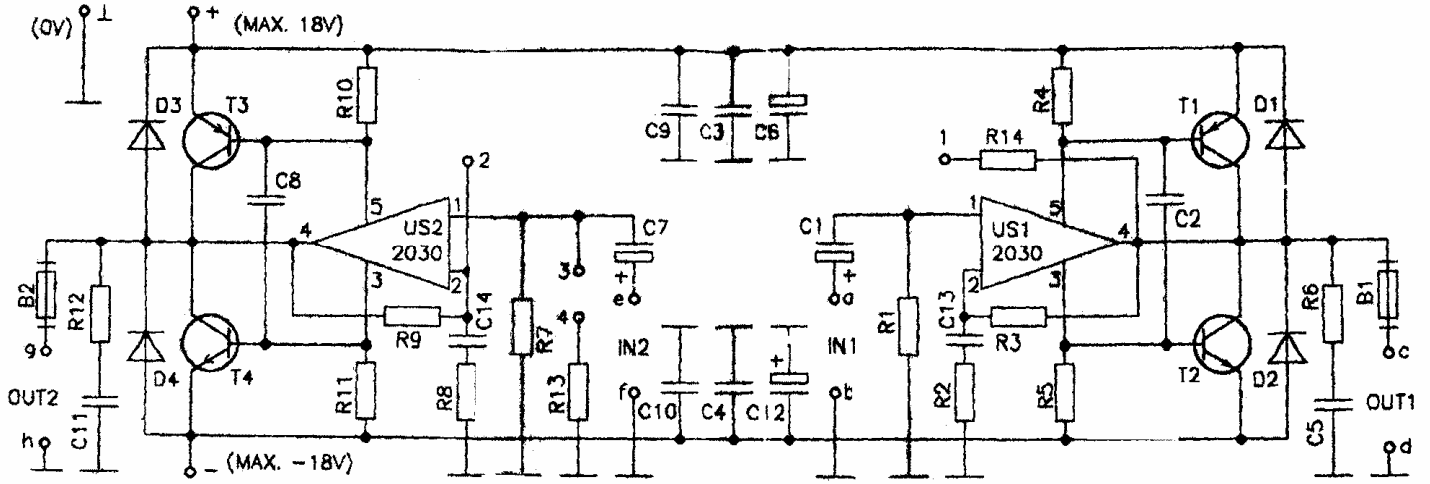 (0V)
⊥
+ (MAX. 18V)
D3
T3
R10
C9
C3
C6
R4
T1
D1
1
R14
2
C8
5
1
US2
2030
4
3
2
C7
+
e
3
4
C1
+
a
1
US1
2030
5
4
3
2
C2
B2
R12
g
D4
T4
R9
C14
R7
IN2
IN1
R1
C13
R3
T2
D2
R6
B1
c
OUT2
C11
R11
R8
R13
f
C10
C4
C12
+
b
R2
R5
C5
OUT1
h
- (MAX. -18V)
d